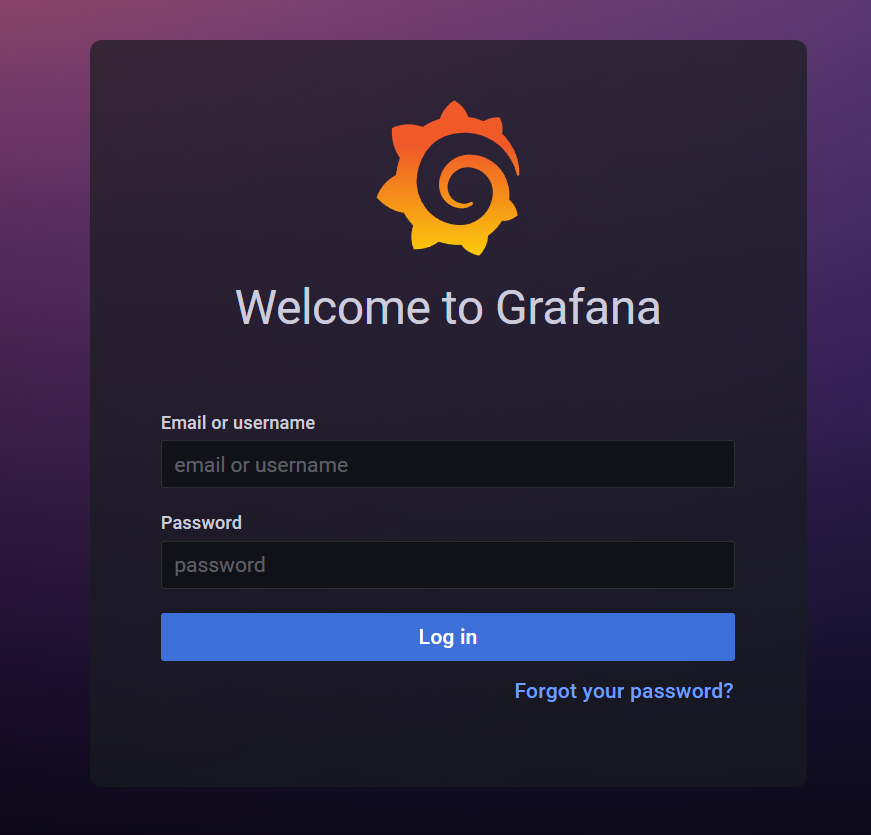 Welcome to Grafana
Email or username
email or username
Password
password
Log in
Forgot your password?